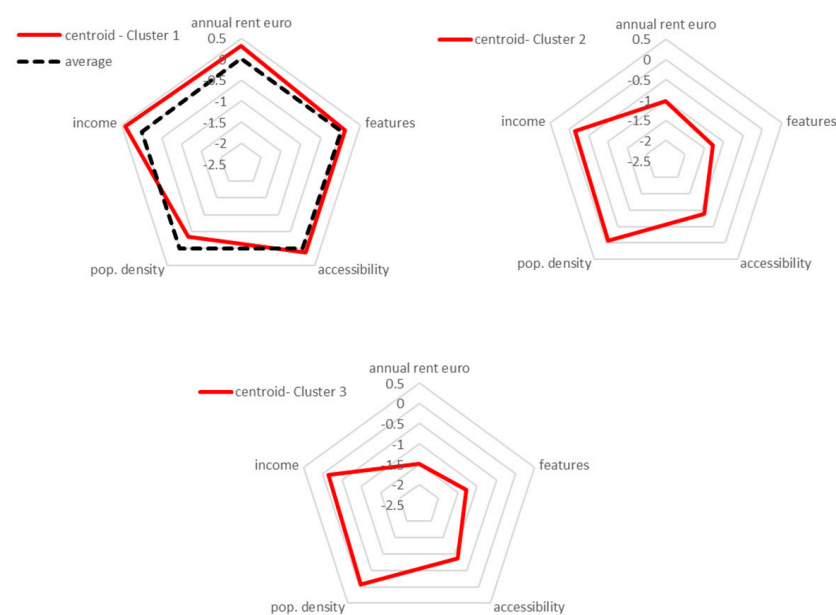 annual rent euro
centroid - Cluster 1
average
0.5
0
-0.5
-1
-1.5
-2
-2.5
income
features
pop. density
accessibility
annual rent euro
centroid- Cluster 2
0.5
0
-0.5
-1
-1.5
-2
-2.5
income
features
pop. density
accessibility
annual rent euro
centroid- Cluster 3
0.5
0
-0.5
-1
-1.5
-2
-2.5
income
features
pop. density
accessibility